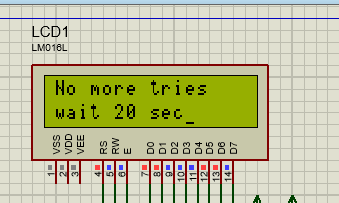 LCD1
LM016L
No more tries
wait 20 sec_
VSS VDD VEE RS RW E D0 D1 D2 D3 D4 D5 D6 D7
1 2 3 4 5 6 7 8 9 10 11 12 13 14